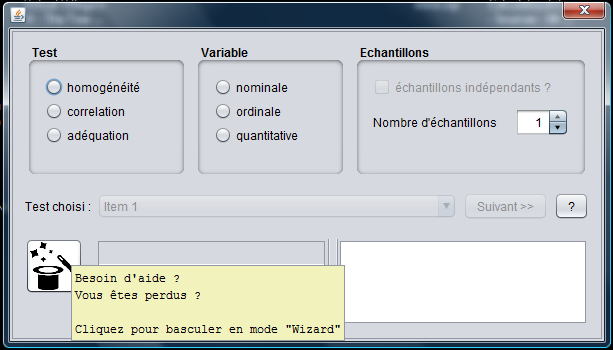 Test
Variable
Echantillons
homogénéité
correlation
adéquation
nominale
ordinale
quantitative
échantillons indépendants ?
Nombre d'échantillons
1
Test choisi :
Item 1
Suivant >>
?
Besoin d'aide ?
Vous êtes perdus ?
Cliquez pour basculer en mode "Wizard"